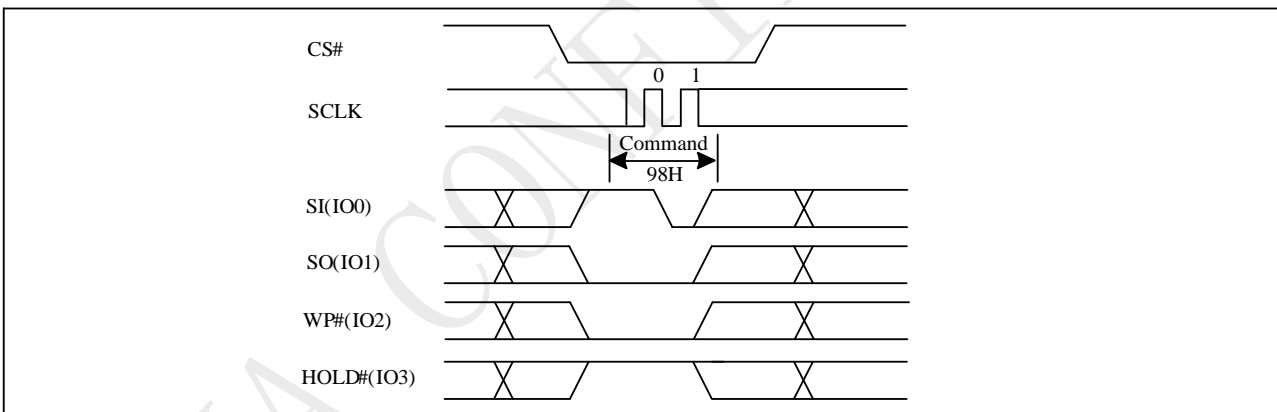 CS#
0 1
SCLK
Command
98H
SI(IO0)
SO(IO1)
WP#(IO2)
HOLD#(IO3)